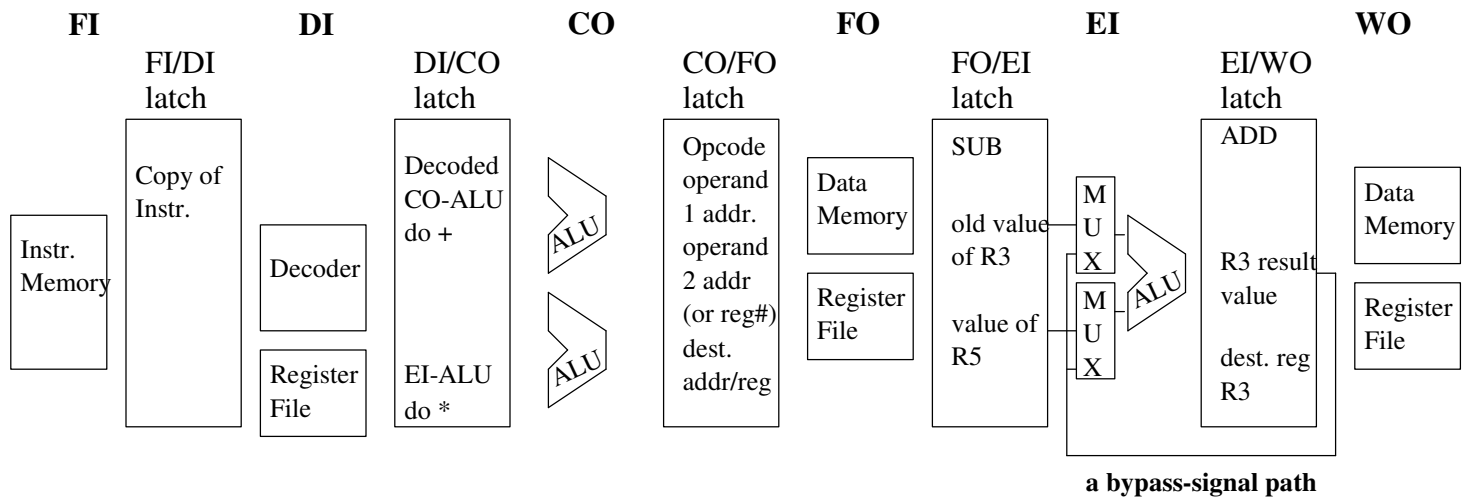 FI
DI
CO
FO
EI
WO
FI/DI
latch
DI/CO
latch
CO/FO
latch
FO/EI
latch
EI/WO
latch
Instr.
Memory
Copy of
Instr.
Decoder
Register
File
Decoded
CO-ALU
do +
EI-ALU
do *
ALU
ALU
Opcode
operand
1 addr.
operand
2 addr
(or reg#)
dest.
addr/reg
Data
Memory
Register
File
SUB
old value
of R3
value of
R5
M
U
X
M
U
X
ALU
ADD
R3 result
value
dest. reg
R3
Data
Memory
Register
File
a bypass-signal path